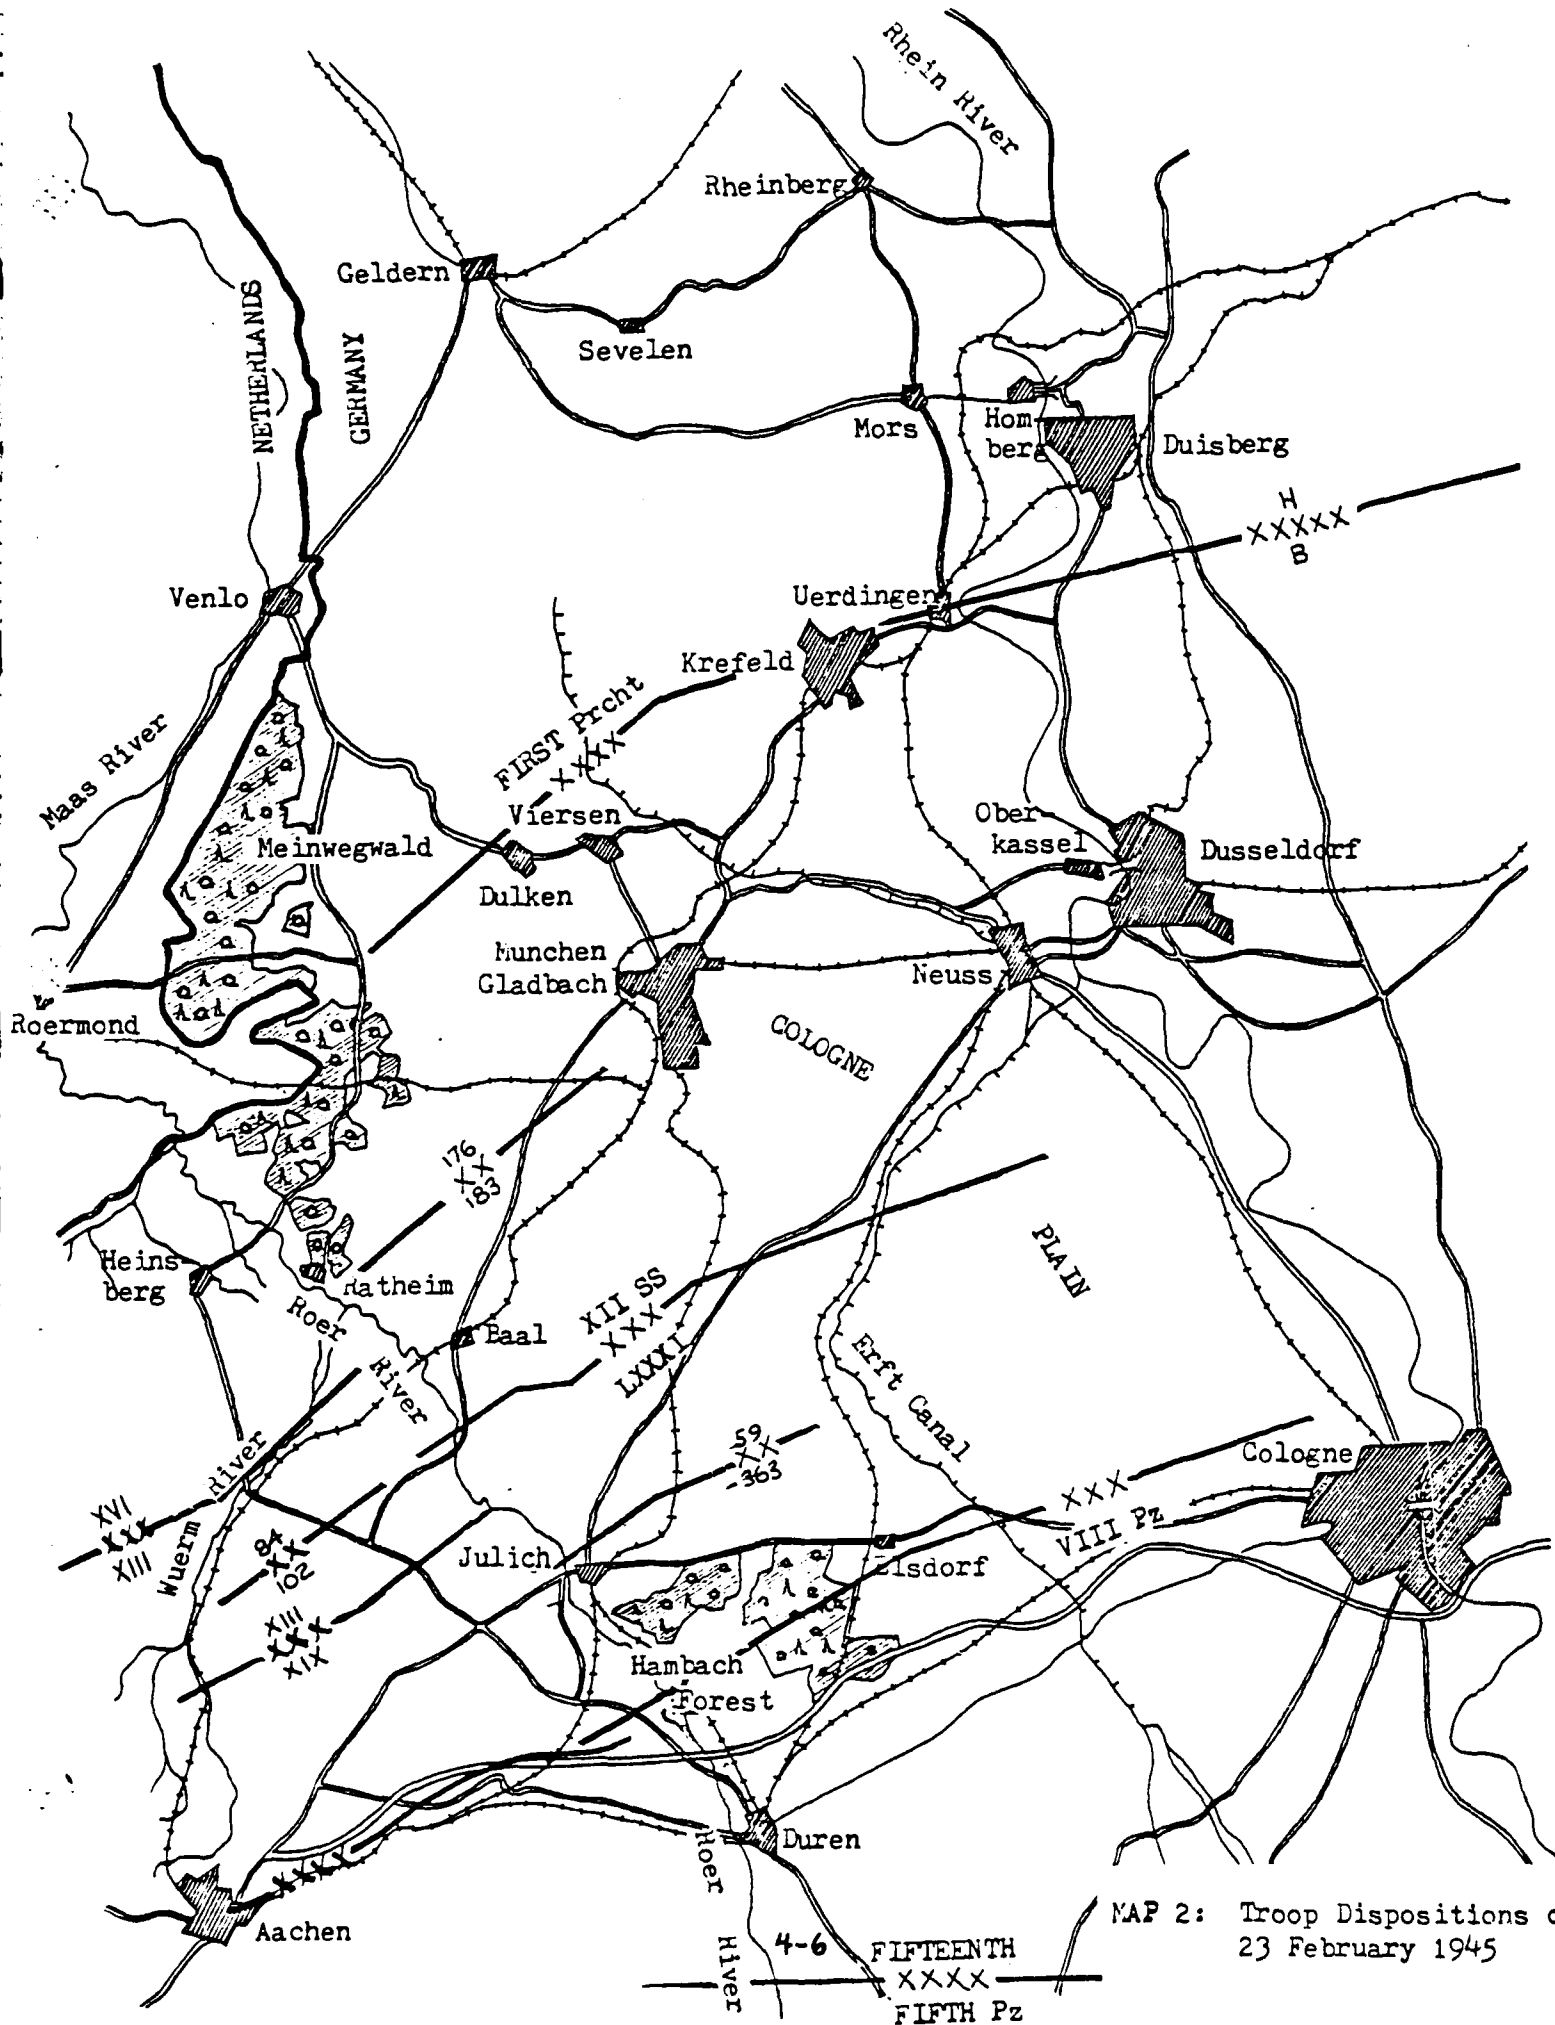 Rhein River
Rheinberg
Geldern
NETHERLANDS
GERMANY
Sevelen
Mors
Hom
berg
Duisberg
H
XXXXX
B
Venlo
Uerdingen
Krefeld
Maas River
FIRST Prcht
XXXX
Viersen
Meinwegwald
Dulken
Ober
kassel
Dusseldorf
Munchen
Gladbach
Neuss
Roermond
COLOGNE
PLAIN
176
XX
183
Heins
berg
Ratheim
Roer
River
Baal
XII SS
XXX
LXXXI
Erft Canal
59
XX
363
Cologne
XXX
VIII Pz
XVI
XXX
XIII
Wuerm
River
84
XX
102
XIII
XXX
XIX
Julich
Elsdorf
Hambach
Forest
XXXX
Duren
Aachen
Roer
River
4-6
FIFTEENTH
XXXX
FIFTH Pz
MAP 2: Troop Dispositions
23 February 1945